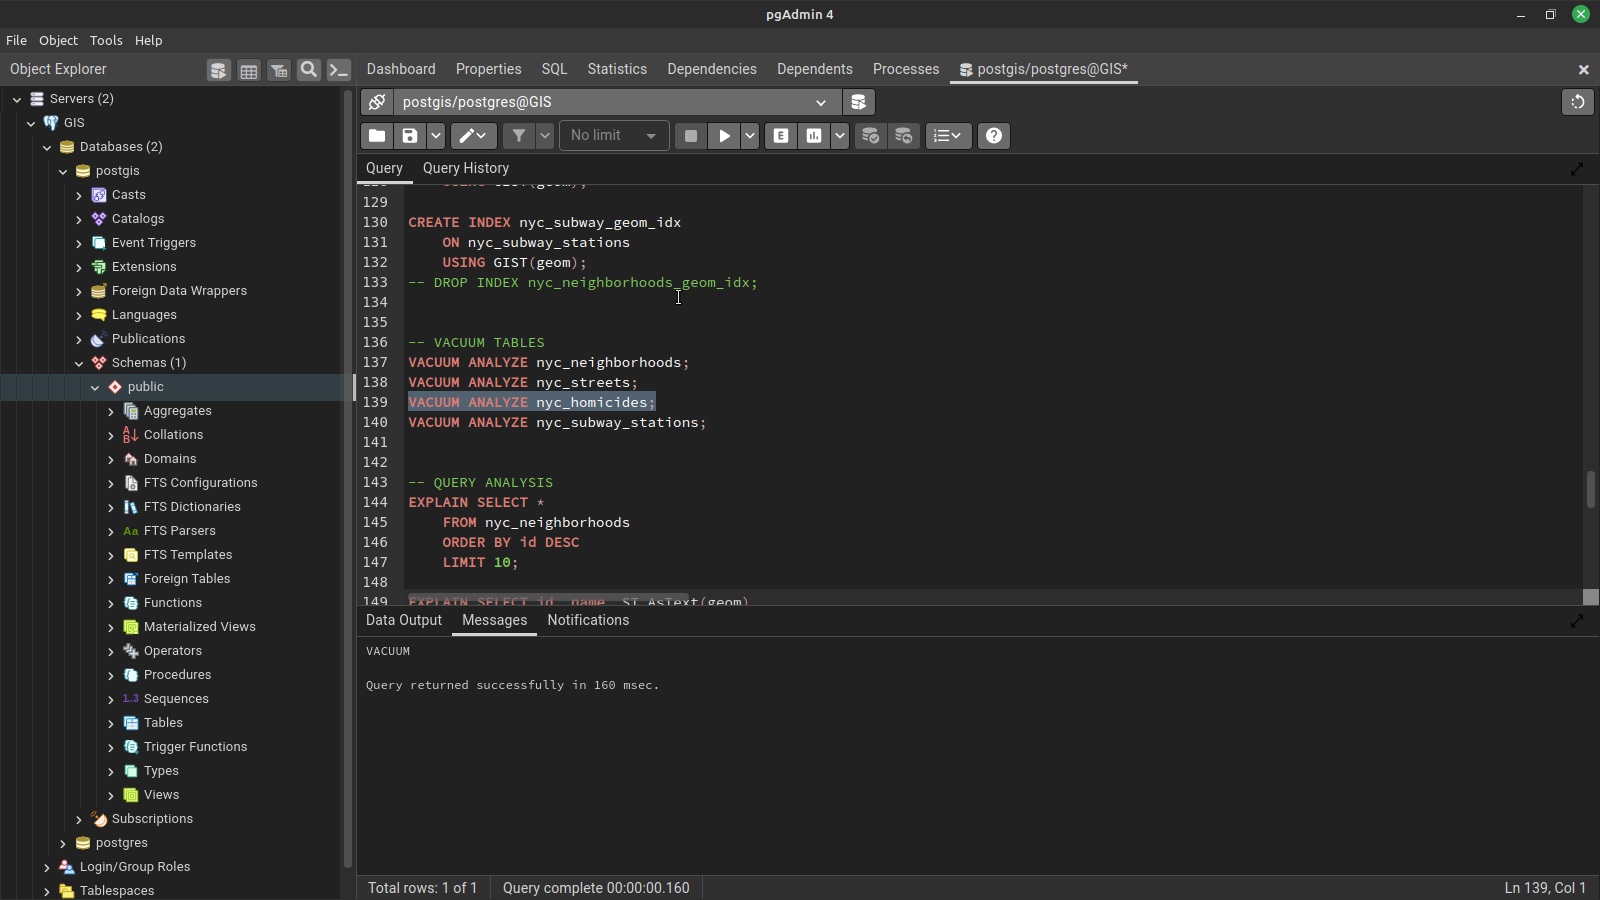 pgAdmin 4
File Object Tools Help
Object Explorer
Dashboard Properties SQL Statistics Dependencies Dependents Processes postgis/postgres@GIS*
Servers (2)
GIS
Databases (2)
postgis
Casts
Catalogs
Event Triggers
Extensions
Foreign Data Wrappers
Languages
Publications
Schemas (1)
public
Aggregates
Collations
Domains
FTS Configurations
FTS Dictionaries
Aa FTS Parsers
FTS Templates
Foreign Tables
Functions
Materialized Views
Operators
Procedures
1.3 Sequences
Tables
Trigger Functions
Types
Views
Subscriptions
postgres
Login/Group Roles
Tablespaces
postgis/postgres@GIS
No limit
E
Query Query History
128 USING GIST(geom);
129
130 CREATE INDEX nyc_subway_geom_idx
131 ON nyc_subway_stations
132 USING GIST(geom);
133 -- DROP INDEX nyc_neighborhoods_geom_idx;
134
135
136 -- VACUUM TABLES
137 VACUUM ANALYZE nyc_neighborhoods;
138 VACUUM ANALYZE nyc_streets;
139 VACUUM ANALYZE nyc_homicides;
140 VACUUM ANALYZE nyc_subway_stations;
141
142
143 -- QUERY ANALYSIS
144 EXPLAIN SELECT *
145 FROM nyc_neighborhoods
146 ORDER BY id DESC
147 LIMIT 10;
148
149 EXPLAIN SELECT id, name, ST_AsText(geom)
Data Output Messages Notifications
VACUUM
Query returned successfully in 160 msec.
Total rows: 1 of 1 Query complete 00:00:00.160 Ln 139, Col 1